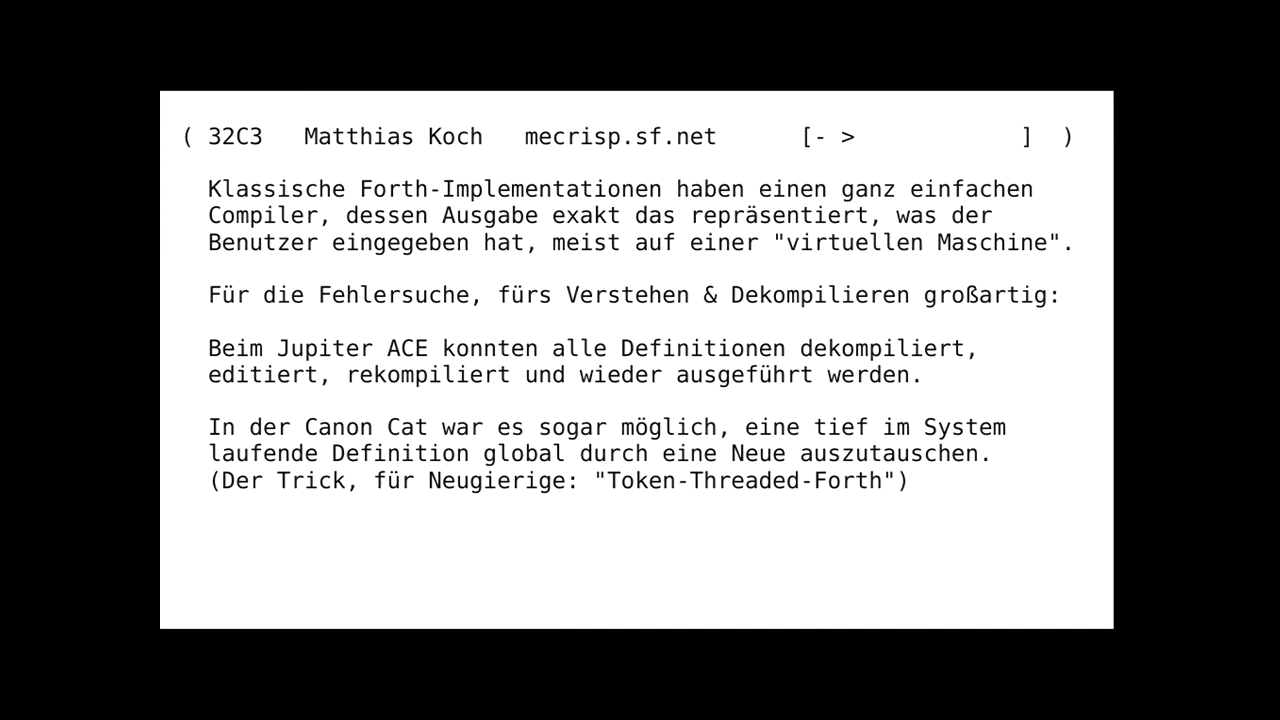 ( 32C3   Matthias Koch   mecrisp.sf.net      [- >            ]  )
Klassische Forth-Implementationen haben einen ganz einfachen
Compiler, dessen Ausgabe exakt das repräsentiert, was der
Benutzer eingegeben hat, meist auf einer "virtuellen Maschine".
Für die Fehlersuche, fürs Verstehen & Dekompilieren großartig:
Beim Jupiter ACE konnten alle Definitionen dekompiliert,
editiert, rekompiliert und wieder ausgeführt werden.
In der Canon Cat war es sogar möglich, eine tief im System
laufende Definition global durch eine Neue auszutauschen.
(Der Trick, für Neugierige: "Token-Threaded-Forth")